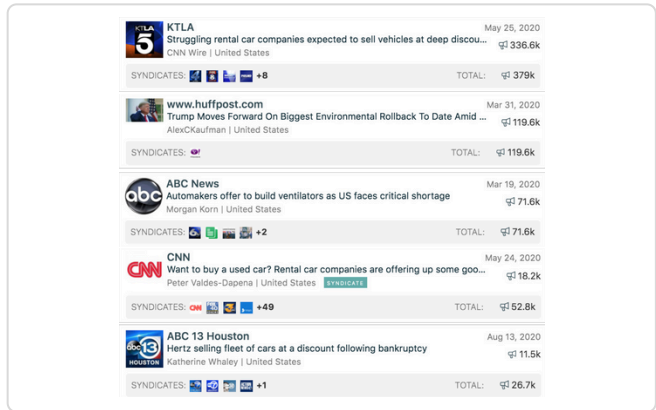 KTLA
May 25, 2020
Struggling rental car companies expected to sell vehicles at deep discou...
336.6k
CNN Wire | United States
SYNDICATES: +8
TOTAL: 379k
www.huffpost.com
Mar 31, 2020
Trump Moves Forward On Biggest Environmental Rollback To Date Amid ...
119.6k
AlexCKaufman | United States
SYNDICATES:
TOTAL: 119.6k
abc
ABC News
Mar 19, 2020
Automakers offer to build ventilators as US faces critical shortage
71.6k
Morgan Korn | United States
SYNDICATES: +2
TOTAL: 71.6k
CNN
CNN
May 24, 2020
Want to buy a used car? Rental car companies are offering up some goo...
18.2k
Peter Valdes-Dapena | United States SYNDICATE
SYNDICATES: +49
TOTAL: 52.8k
abc 13
HOUSTON
ABC 13 Houston
Aug 13, 2020
Hertz selling fleet of cars at a discount following bankruptcy
11.5k
Katherine Whaley | United States
SYNDICATES: +1
TOTAL: 26.7k